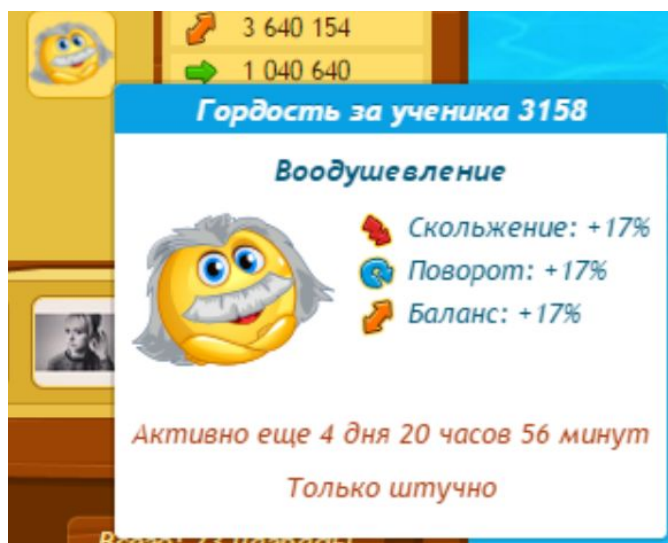 3 640 154
1 040 640
Гордость за ученика 3158
Воодушевление
Скольжение: +17%
Поворот: +17%
Баланс: +17%
Активно еще 4 дня 20 часов 56 минут
Только штучно